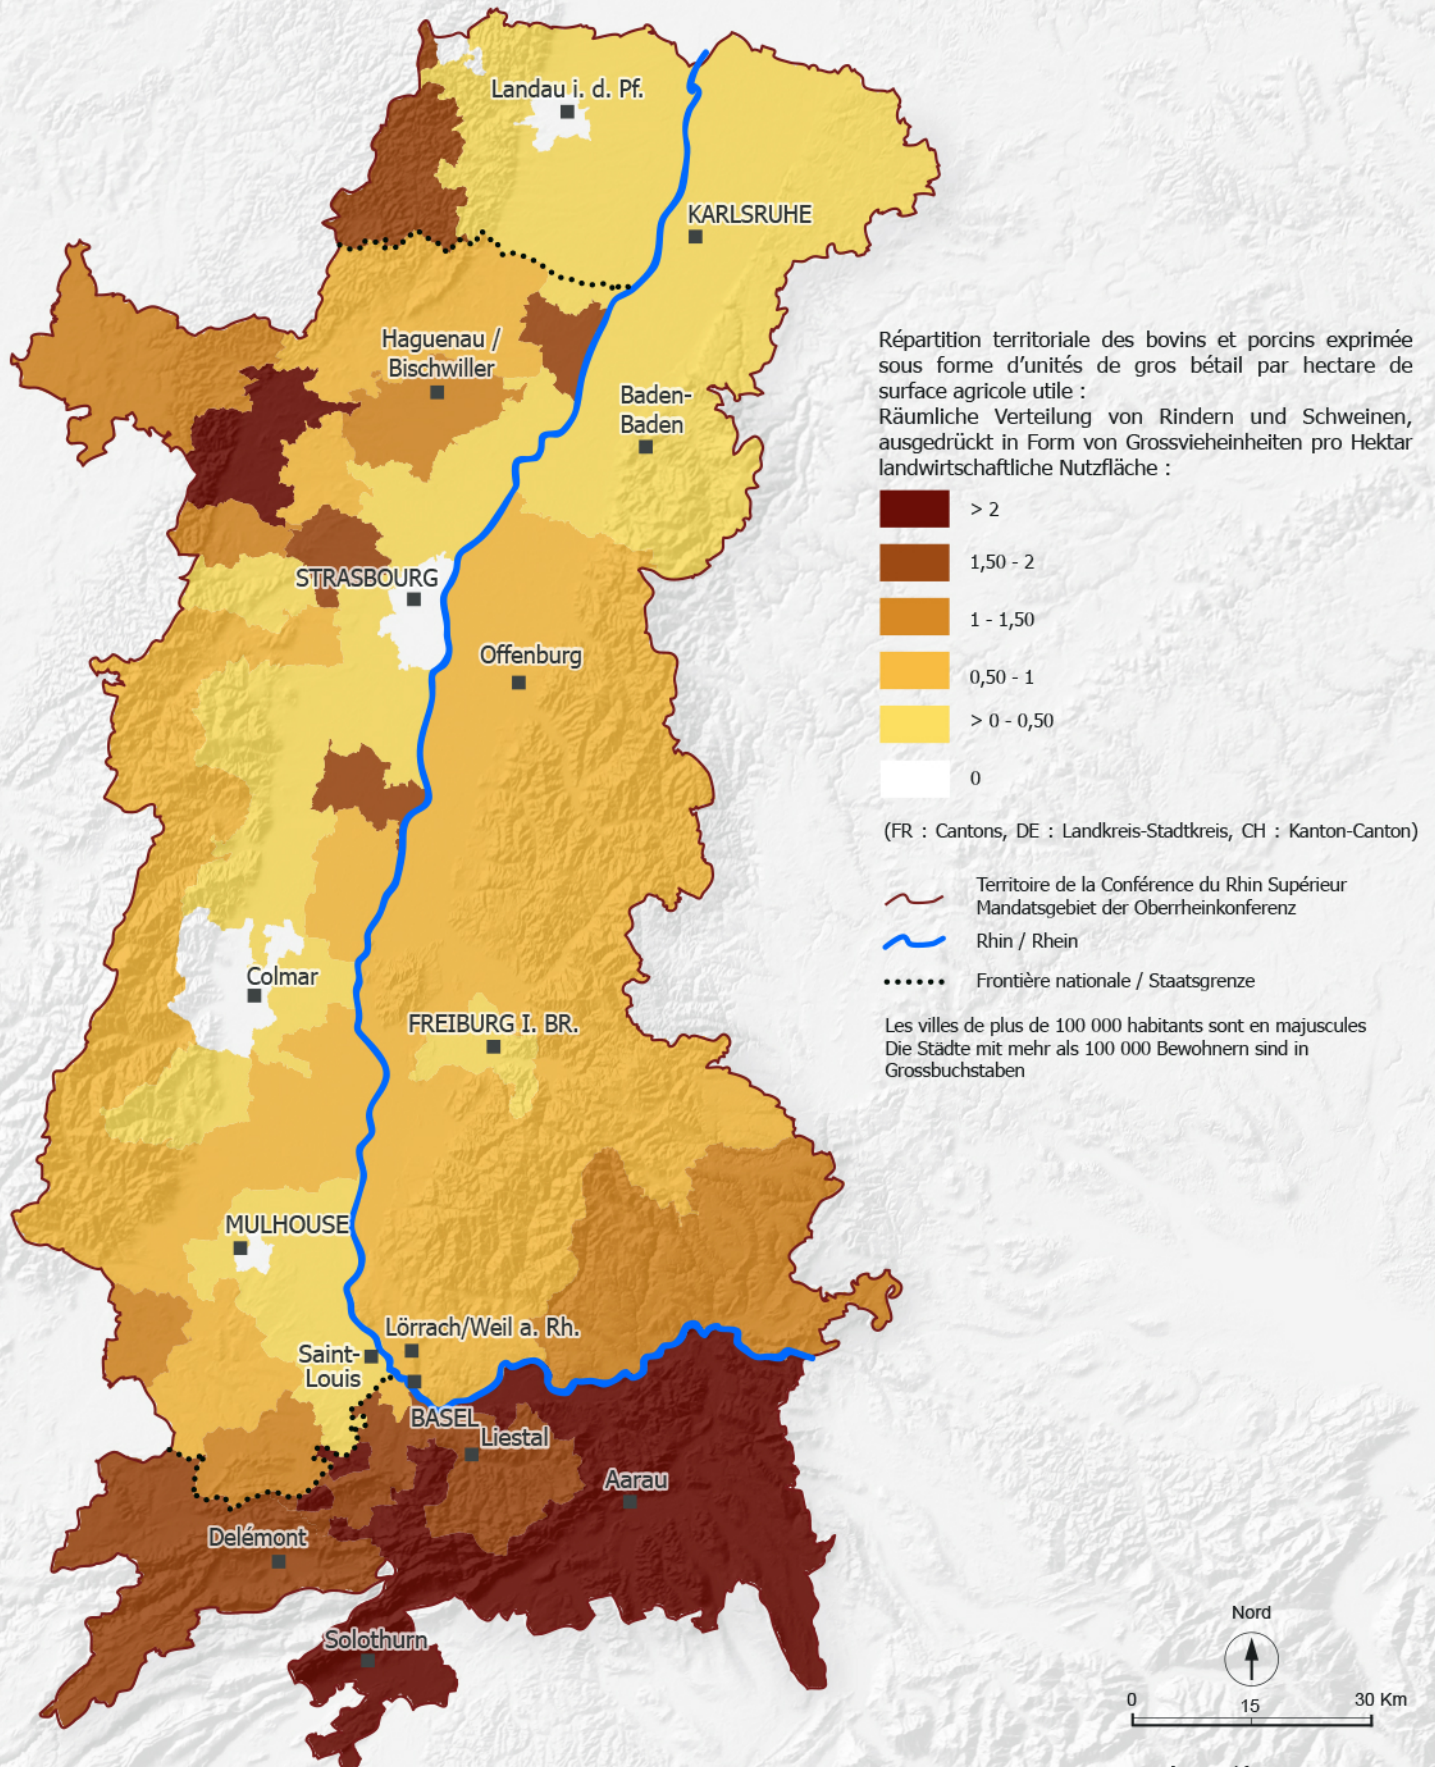 Landau i. d. Pf.
KARLSRUHE
Haguenau /
Bischwiller
Baden-
Baden
STRASBOURG
Offenburg
Colmar
FREIBURG I. BR.
MULHOUSE
Lörrach/Weil a. Rh.
Saint-
Louis
BASEL
Liestal
Aarau
Delémont
Solothurn
Répartition territoriale des bovins et porcins exprimée
sous forme d'unités de gros bétail par hectare de
surface agricole utile :
Räumliche Verteilung von Rindern und Schweinen,
ausgedrückt in Form von Grossvieheinheiten pro Hektar
landwirtschaftliche Nutzfläche :
> 2
1,50 - 2
1 - 1,50
0,50 - 1
> 0 - 0,50
0
(FR : Cantons, DE : Landkreis-Stadtkreis, CH : Kanton-Canton)
Territoire de la Conférence du Rhin Supérieur
Mandatsgebiet der Oberrheinkonferenz
Rhin / Rhein
Frontière nationale / Staatsgrenze
Les villes de plus de 100 000 habitants sont en majuscules
Die Städte mit mehr als 100 000 Bewohnern sind in
Grossbuchstaben
Nord
0 15 30 Km